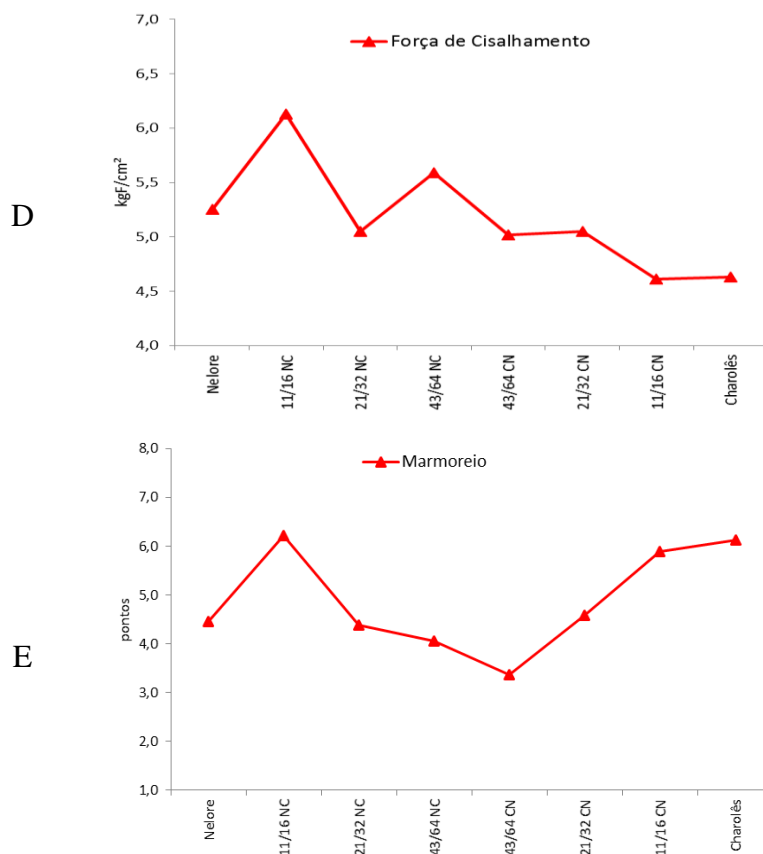 D
7,0
6,5
6,0
5,5
5,0
4,5
4,0
kgF/cm²
Força de Cisalhamento
Nelore
11/16 NC
21/32 NC
43/64 NC
43/64 CN
21/32 CN
11/16 CN
Charolês
E
8,0
7,0
6,0
5,0
4,0
3,0
2,0
1,0
pontos
Marmoreio
Nelore
11/16 NC
21/32 NC
43/64 NC
43/64 CN
21/32 CN
11/16 CN
Charolês